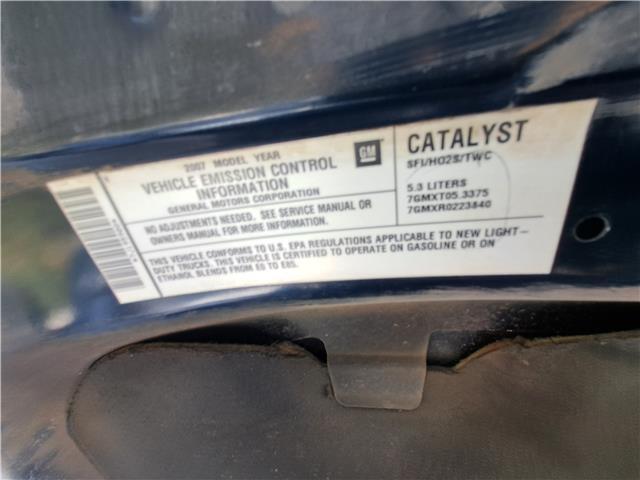 2007 MODEL YEAR
VEHICLE EMISSION CONTROL
INFORMATION
GENERAL MOTORS CORPORATION
GM
CATALYST
SFI/HO2S/TWC
5.3 LITERS
7GMXT05.3375
7GMXR0223840
NO ADJUSTMENTS NEEDED. SEE SERVICE MANUAL OR
OWNERS MANUAL FOR MORE INFORMATION.
THIS VEHICLE CONFORMS TO U.S. EPA REGULATIONS APPLICABLE TO NEW LIGHT-
DUTY TRUCKS. THIS VEHICLE IS CERTIFIED TO OPERATE ON GASOLINE OR ON
ETHANOL BLENDS FROM E0 TO E85.